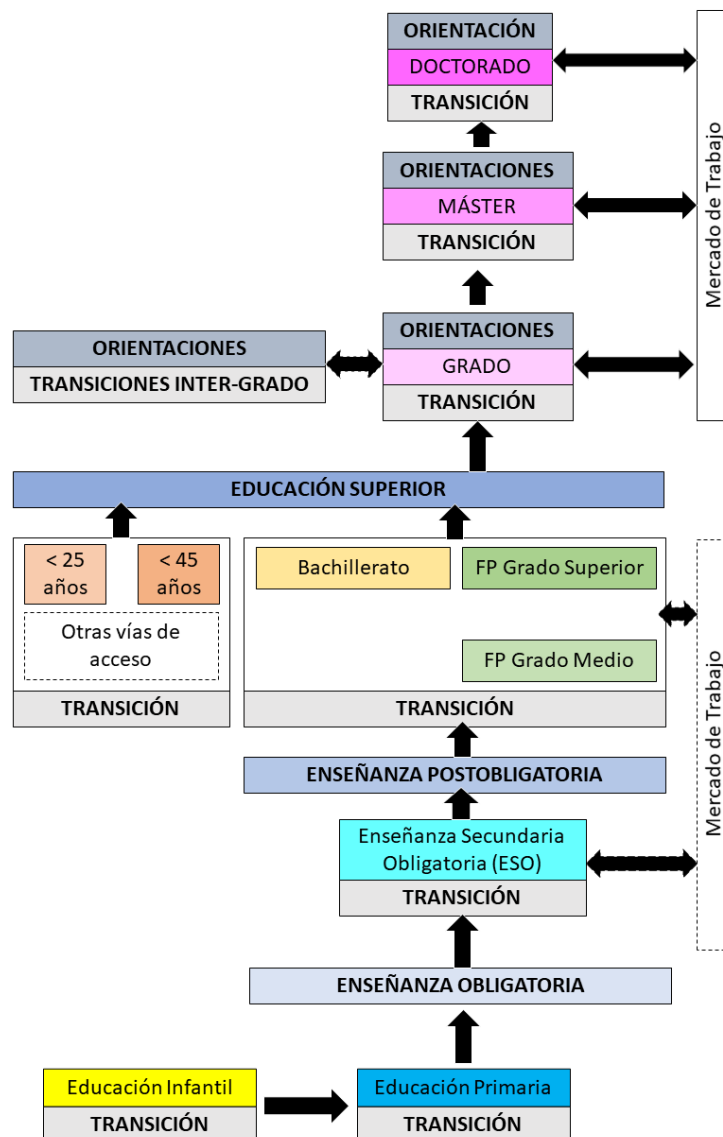 ORIENTACIÓN
DOCTORADO
TRANSICIÓN
ORIENTACIONES
MÁSTER
TRANSICIÓN
Mercado de Trabajo
ORIENTACIONES
GRADO
TRANSICIÓN
ORIENTACIONES
TRANSICIONES INTER-GRADO
EDUCACIÓN SUPERIOR
< 25
años
< 45
años
Otras vías de
acceso
TRANSICIÓN
Bachillerato
FP Grado Superior
FP Grado Medio
TRANSICIÓN
Mercado de Trabajo
ENSEÑANZA POSTOBLIGATORIA
Enseñanza Secundaria
Obligatoria (ESO)
TRANSICIÓN
ENSEÑANZA OBLIGATORIA
Educación Infantil
TRANSICIÓN
Educación Primaria
TRANSICIÓN